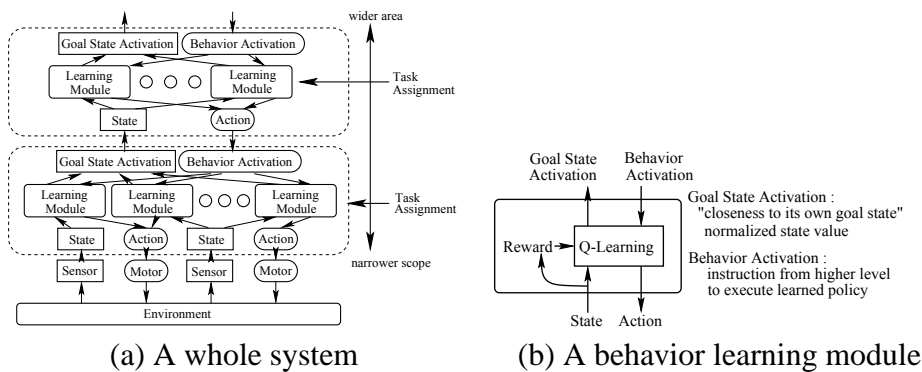 wider area
Goal State Activation
Behavior Activation
Learning
Module
Learning
Module
Task
Assignment
State
Action
Goal State Activation
Behavior Activation
Learning
Module
Learning
Module
Learning
Module
Task
Assignment
State
Action
State
Action
Sensor
Motor
Sensor
Motor
narrower scope
Environment
(a) A whole system
Goal State
Activation
Behavior
Activation
Reward
Q-Learning
State
Action
Goal State Activation :
"closeness to its own goal state"
normalized state value
Behavior Activation :
instruction from higher level
to execute learned policy
(b) A behavior learning module